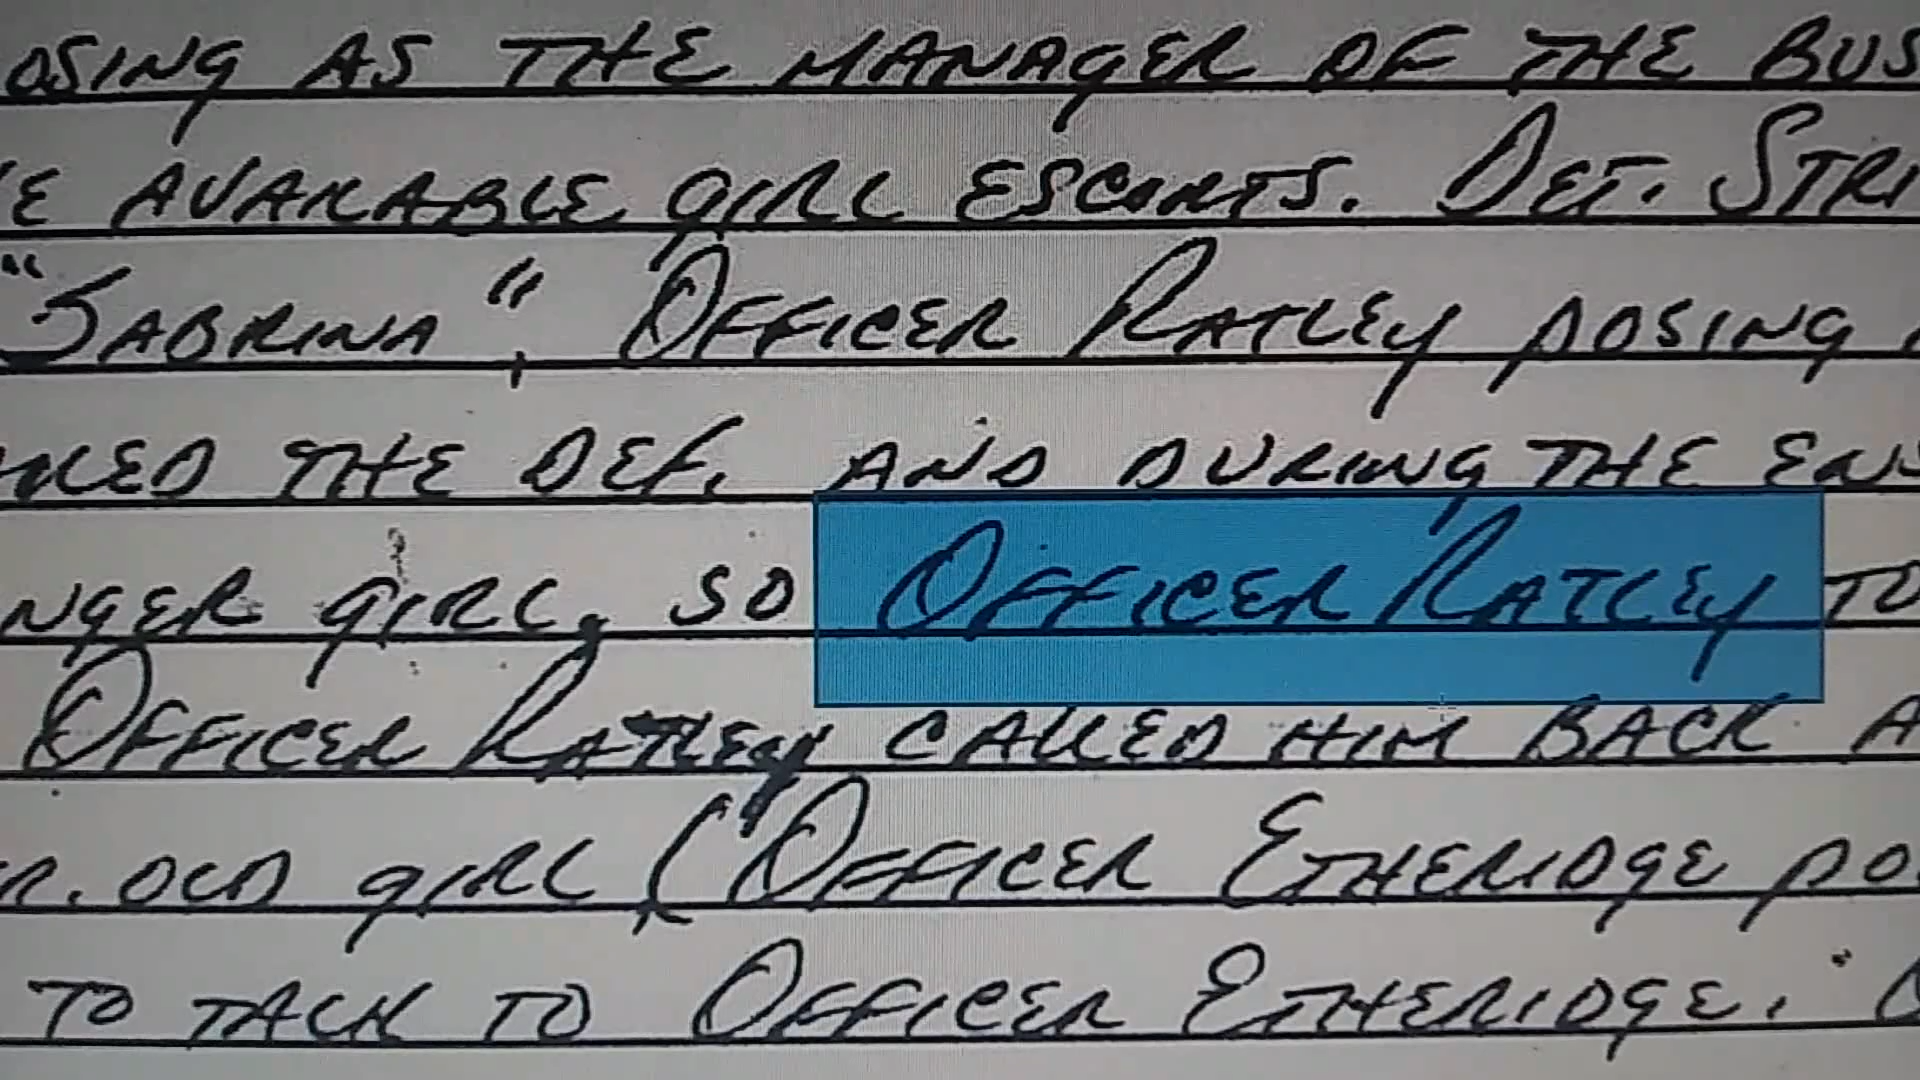 OSING AS THE MANAGER OF THE BUS
E AVAILABLE GIRL ESCORTS. DET. STRI
"SABRINA", OFFICER RATLEY POSING
THE DEF. AND DURING THE ENS
NGER GIRL, SO OFFICER RATLEY TO
OFFICER RATLEY CALLED HIM BACK A
R. OLD GIRL (OFFICER ETHERIDGE PO
TO TALK TO OFFICER ETHERIDGE.